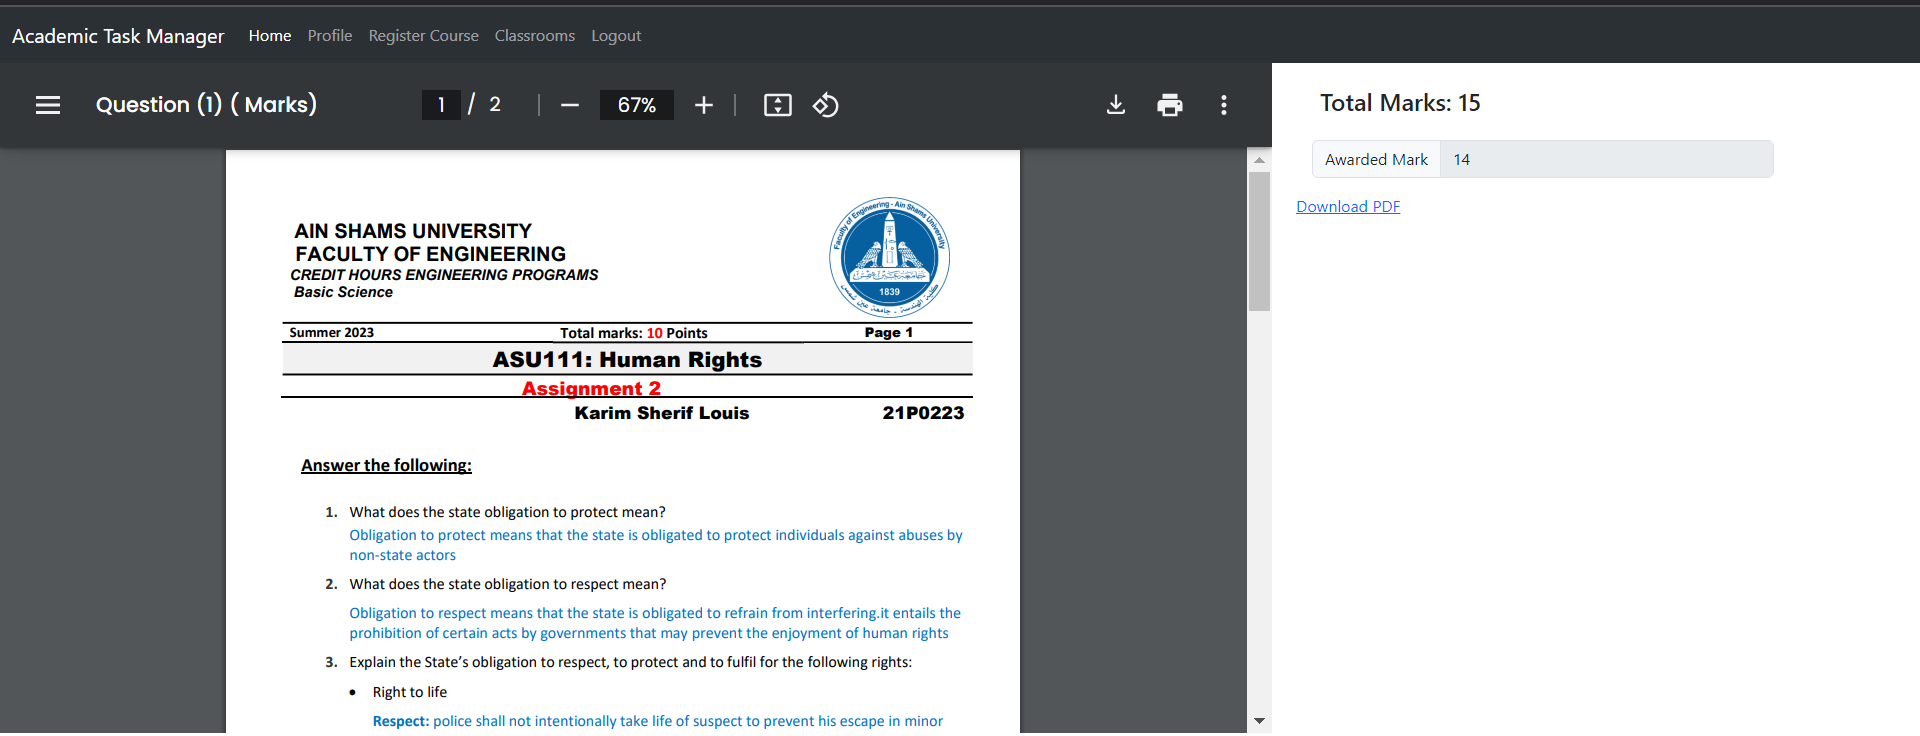 Academic Task Manager Home Profile Register Course Classrooms Logout
Question (1) ( Marks) 1 / 2 67%
Total Marks: 15
Awarded Mark 14
Download PDF
AIN SHAMS UNIVERSITY
FACULTY OF ENGINEERING
CREDIT HOURS ENGINEERING PROGRAMS
Basic Science
Faculty of Engineering - Ain Shams University
1839
Summer 2023 Total marks: 10 Points Page 1
ASU111: Human Rights
Assignment 2
Karim Sherif Louis 21P0223
Answer the following:
1. What does the state obligation to protect mean?
Obligation to protect means that the state is obligated to protect individuals against abuses by
non-state actors
2. What does the state obligation to respect mean?
Obligation to respect means that the state is obligated to refrain from interfering.it entails the
prohibition of certain acts by governments that may prevent the enjoyment of human rights
3. Explain the State’s obligation to respect, to protect and to fulfil for the following rights:
• Right to life
Respect: police shall not intentionally take life of suspect to prevent his escape in minor